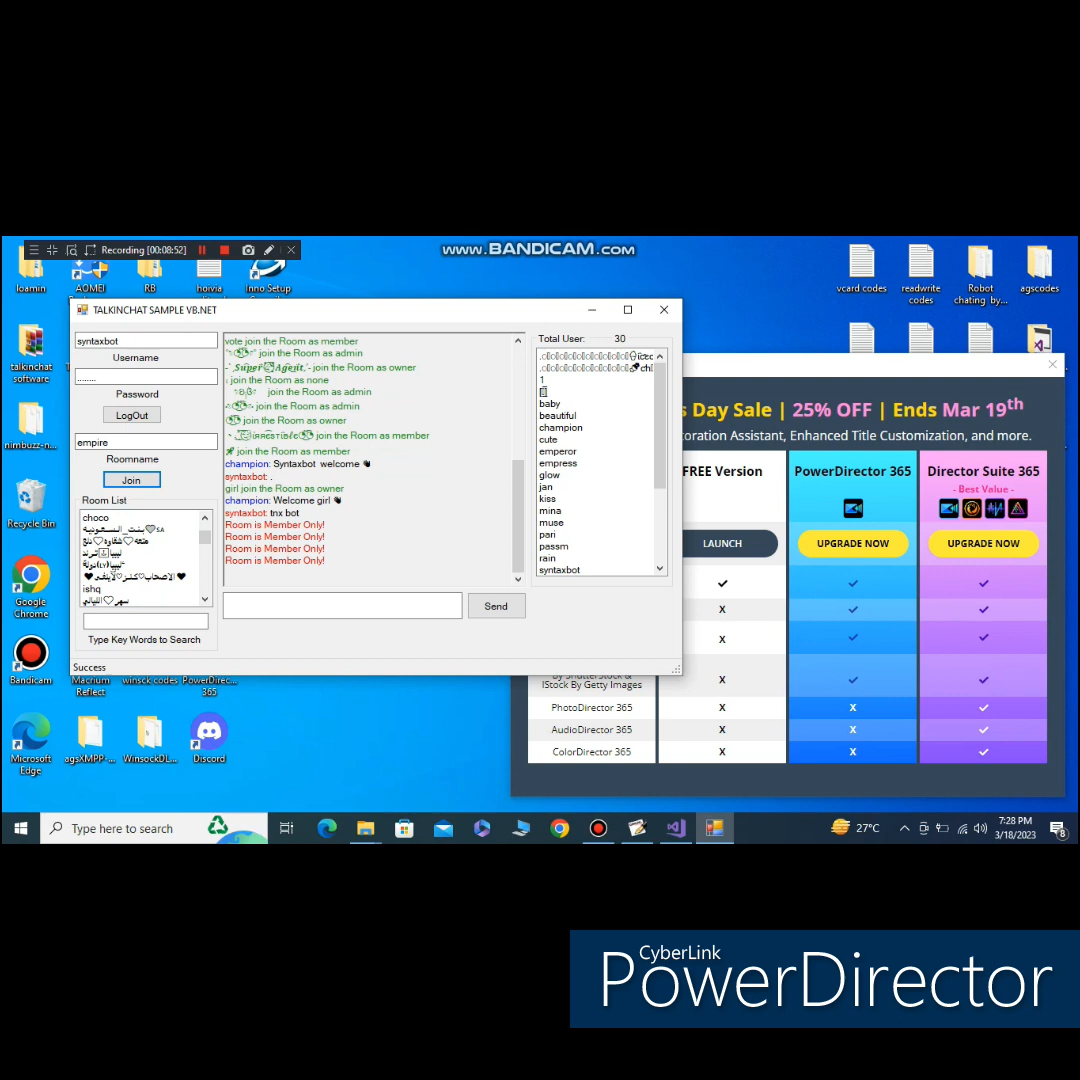 Recording [00:08:52]
www.BANDICAM.com
loamin
AOMEI
RB
hoivia
Inno Setup
vcard codes
readwrite
codes
Robot
chating by...
agscodes
TALKINCHAT SAMPLE VB.NET
syntaxbot
Username
........
Password
LogOut
empire
Roomname
Join
Room List
choco
ishq
Type Key Words to Search
Success
vote join the Room as member
join the Room as admin
join the Room as owner
join the Room as none
join the Room as admin
join the Room as admin
join the Room as owner
join the Room as member
join the Room as member
champion: Syntaxbot welcome 👋
syntaxbot: .
girl join the Room as owner
champion: Welcome girl 👋
syntaxbot: tnx bot
Room is Member Only!
Room is Member Only!
Room is Member Only!
Room is Member Only!
Send
Total User: 30
1
baby
beautiful
champion
cute
emperor
empress
glow
jan
kiss
mina
muse
pari
passm
rain
syntaxbot
talkinchat
software
nimbuzz-n...
Recycle Bin
Google
Chrome
Bandicam
Macrium
Reflect
winsck codes
PowerDirec...
365
Microsoft
Edge
agsXMPP-...
WinsockDL...
Discord
s Day Sale | 25% OFF | Ends Mar 19th
oration Assistant, Enhanced Title Customization, and more.
FREE Version
PowerDirector 365
Director Suite 365
- Best Value -
LAUNCH
UPGRADE NOW
UPGRADE NOW
IStock By Getty Images
PhotoDirector 365
X
X
AudioDirector 365
X
X
ColorDirector 365
X
X
Type here to search
27°C
7:28 PM
3/18/2023
8
CyberLink
PowerDirector